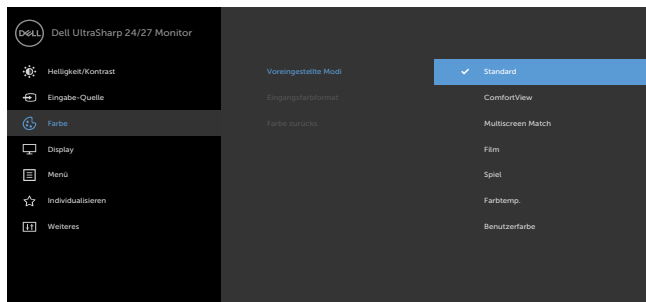 DELL Dell UltraSharp 24/27 Monitor
Helligkeit/Kontrast
Eingabe-Quelle
Farbe
Display
Menü
Individualisieren
Weiteres
Voreingestellte Modi
Eingangsfarbformat
Farbe zurücks.
Standard
ComfortView
Multiscreen Match
Film
Spiel
Farbtemp.
Benutzerfarbe